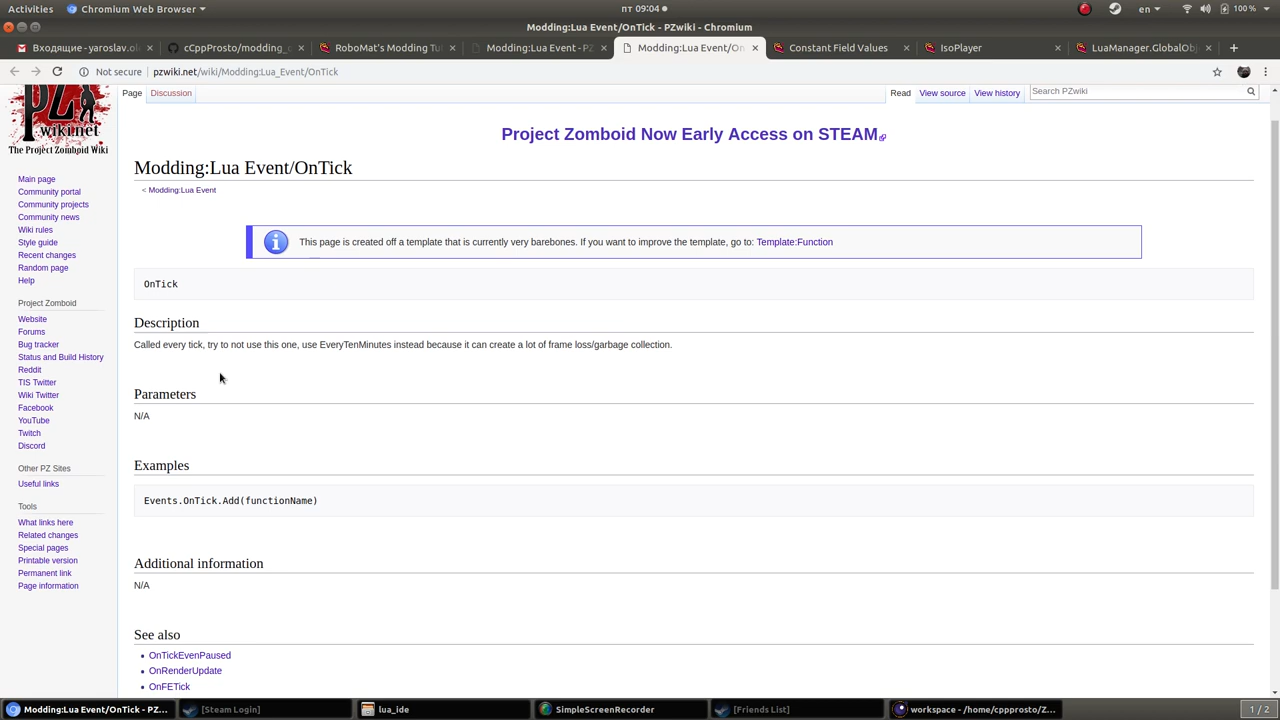 Activities Chromium Web Browser пт 09:04 en 100 %
Modding:Lua Event/OnTick - PZwiki - Chromium
Входящие - yaroslav.ol cCppProsto/modding_ RoboMat's Modding Tu Modding:Lua Event - PZ Modding:Lua Event/On Constant Field Values IsoPlayer LuaManager.GlobalObj
Not secure pzwiki.net/wiki/Modding:Lua_Event/OnTick
PZ
wiki.net
The Project Zomboid Wiki
Page Discussion Read View source View history Search PZwiki
Project Zomboid Now Early Access on STEAM
Modding:Lua Event/OnTick
< Modding:Lua Event
This page is created off a template that is currently very barebones. If you want to improve the template, go to: Template:Function
OnTick
Description
Called every tick, try to not use this one, use EveryTenMinutes instead because it can create a lot of frame loss/garbage collection.
Parameters
N/A
Examples
Events.OnTick.Add(functionName)
Additional information
N/A
See also
OnTickEvenPaused
OnRenderUpdate
OnFETick
Main page
Community portal
Community projects
Community news
Wiki rules
Style guide
Recent changes
Random page
Help
Project Zomboid
Website
Forums
Bug tracker
Status and Build History
Reddit
TIS Twitter
Wiki Twitter
Facebook
YouTube
Twitch
Discord
Other PZ Sites
Useful links
Tools
What links here
Related changes
Special pages
Printable version
Permanent link
Page information
Modding:Lua Event/OnTick - PZ... [Steam Login] lua_ide SimpleScreenRecorder [Friends List] workspace - /home/cppprosto/Z... 1 / 2